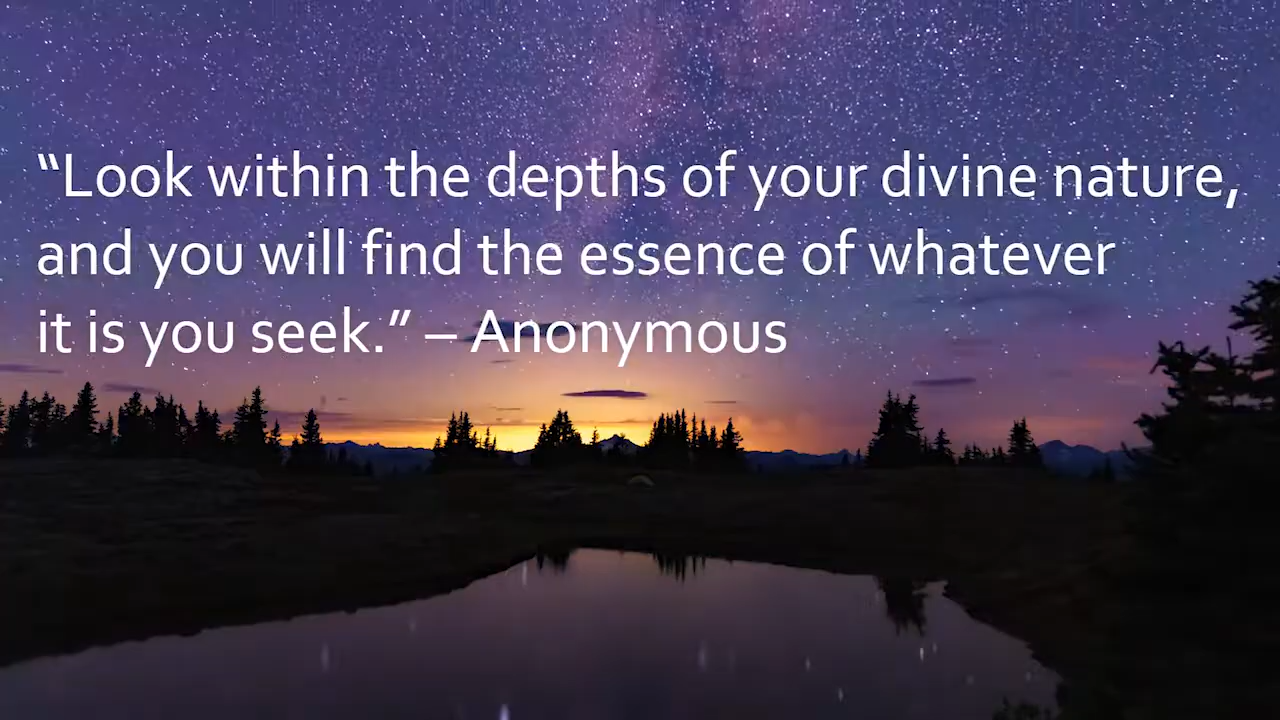 “Look within the depths of your divine nature,
and you will find the essence of whatever
it is you seek.” – Anonymous